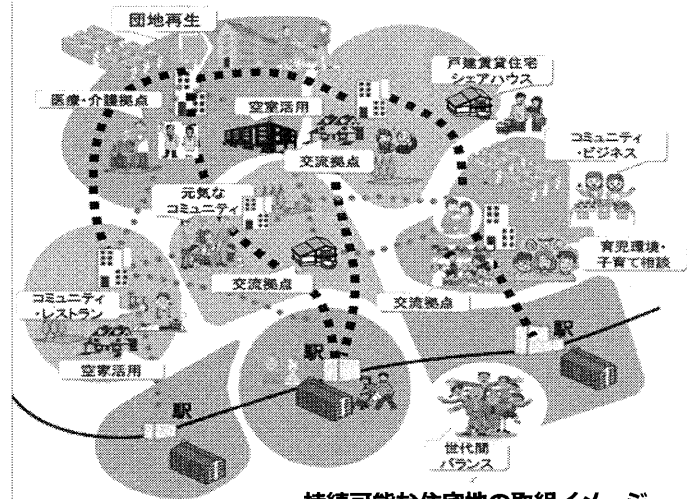 団地再生
戸建賃貸住宅
シェアハウス
医療・介護拠点
空室活用
コミュニティ
・ビジネス
交流拠点
元気な
コミュニティ
育児環境・
子育て相談
交流拠点
交流拠点
コミュニティ
・レストラン
駅
駅
空家活用
駅
世代間
バランス
持続可能な住宅地の取組イメージ